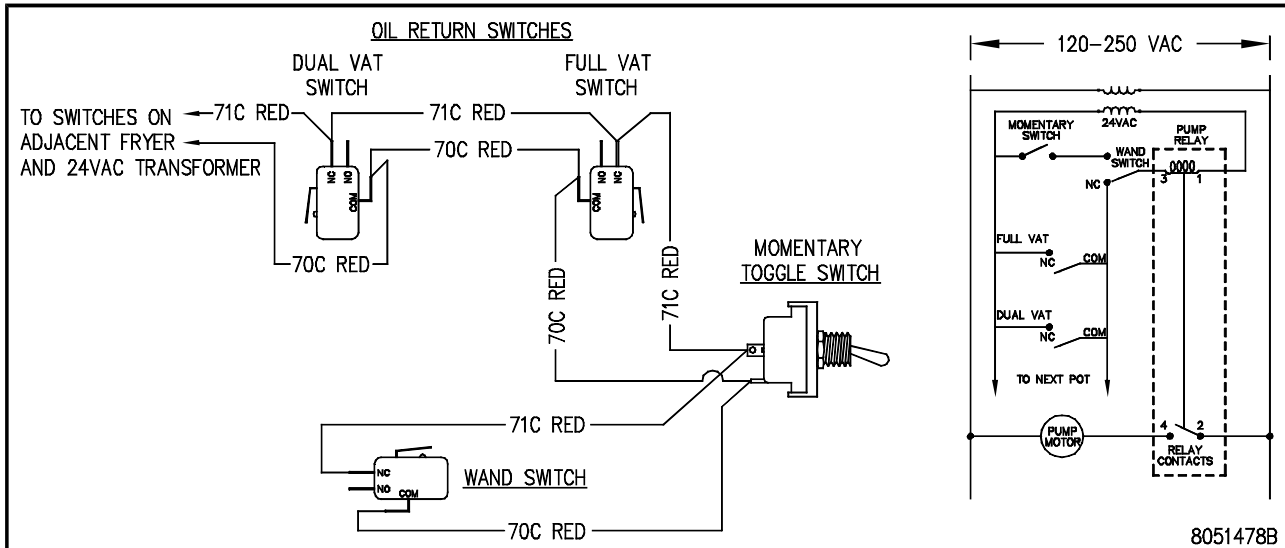 OIL RETURN SWITCHES
DUAL VAT
SWITCH
FULL VAT
SWITCH
TO SWITCHES ON
ADJACENT FRYER
AND 24VAC TRANSFORMER
71C RED
71C RED
70C RED
NC
NO
COM
NO
NC
COM
70C RED
70C RED
71C RED
MOMENTARY
TOGGLE SWITCH
71C RED
NC
NO
COM
WAND SWITCH
70C RED
120-250 VAC
24VAC
MOMENTARY
SWITCH
PUMP
RELAY
WAND
SWITCH
NC
3
1
FULL VAT
NC
COM
DUAL VAT
NC
COM
TO NEXT POT
PUMP
MOTOR
4
2
RELAY
CONTACTS
8051478B